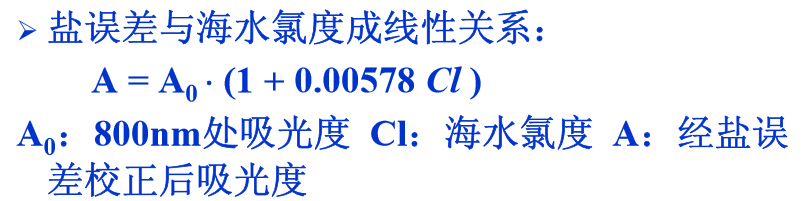 ➢ 盐误差与海水氯度成线性关系：
A = A₀ · (1 + 0.00578 Cl )
A₀：800nm处吸光度 Cl：海水氯度 A：经盐误
差校正后吸光度